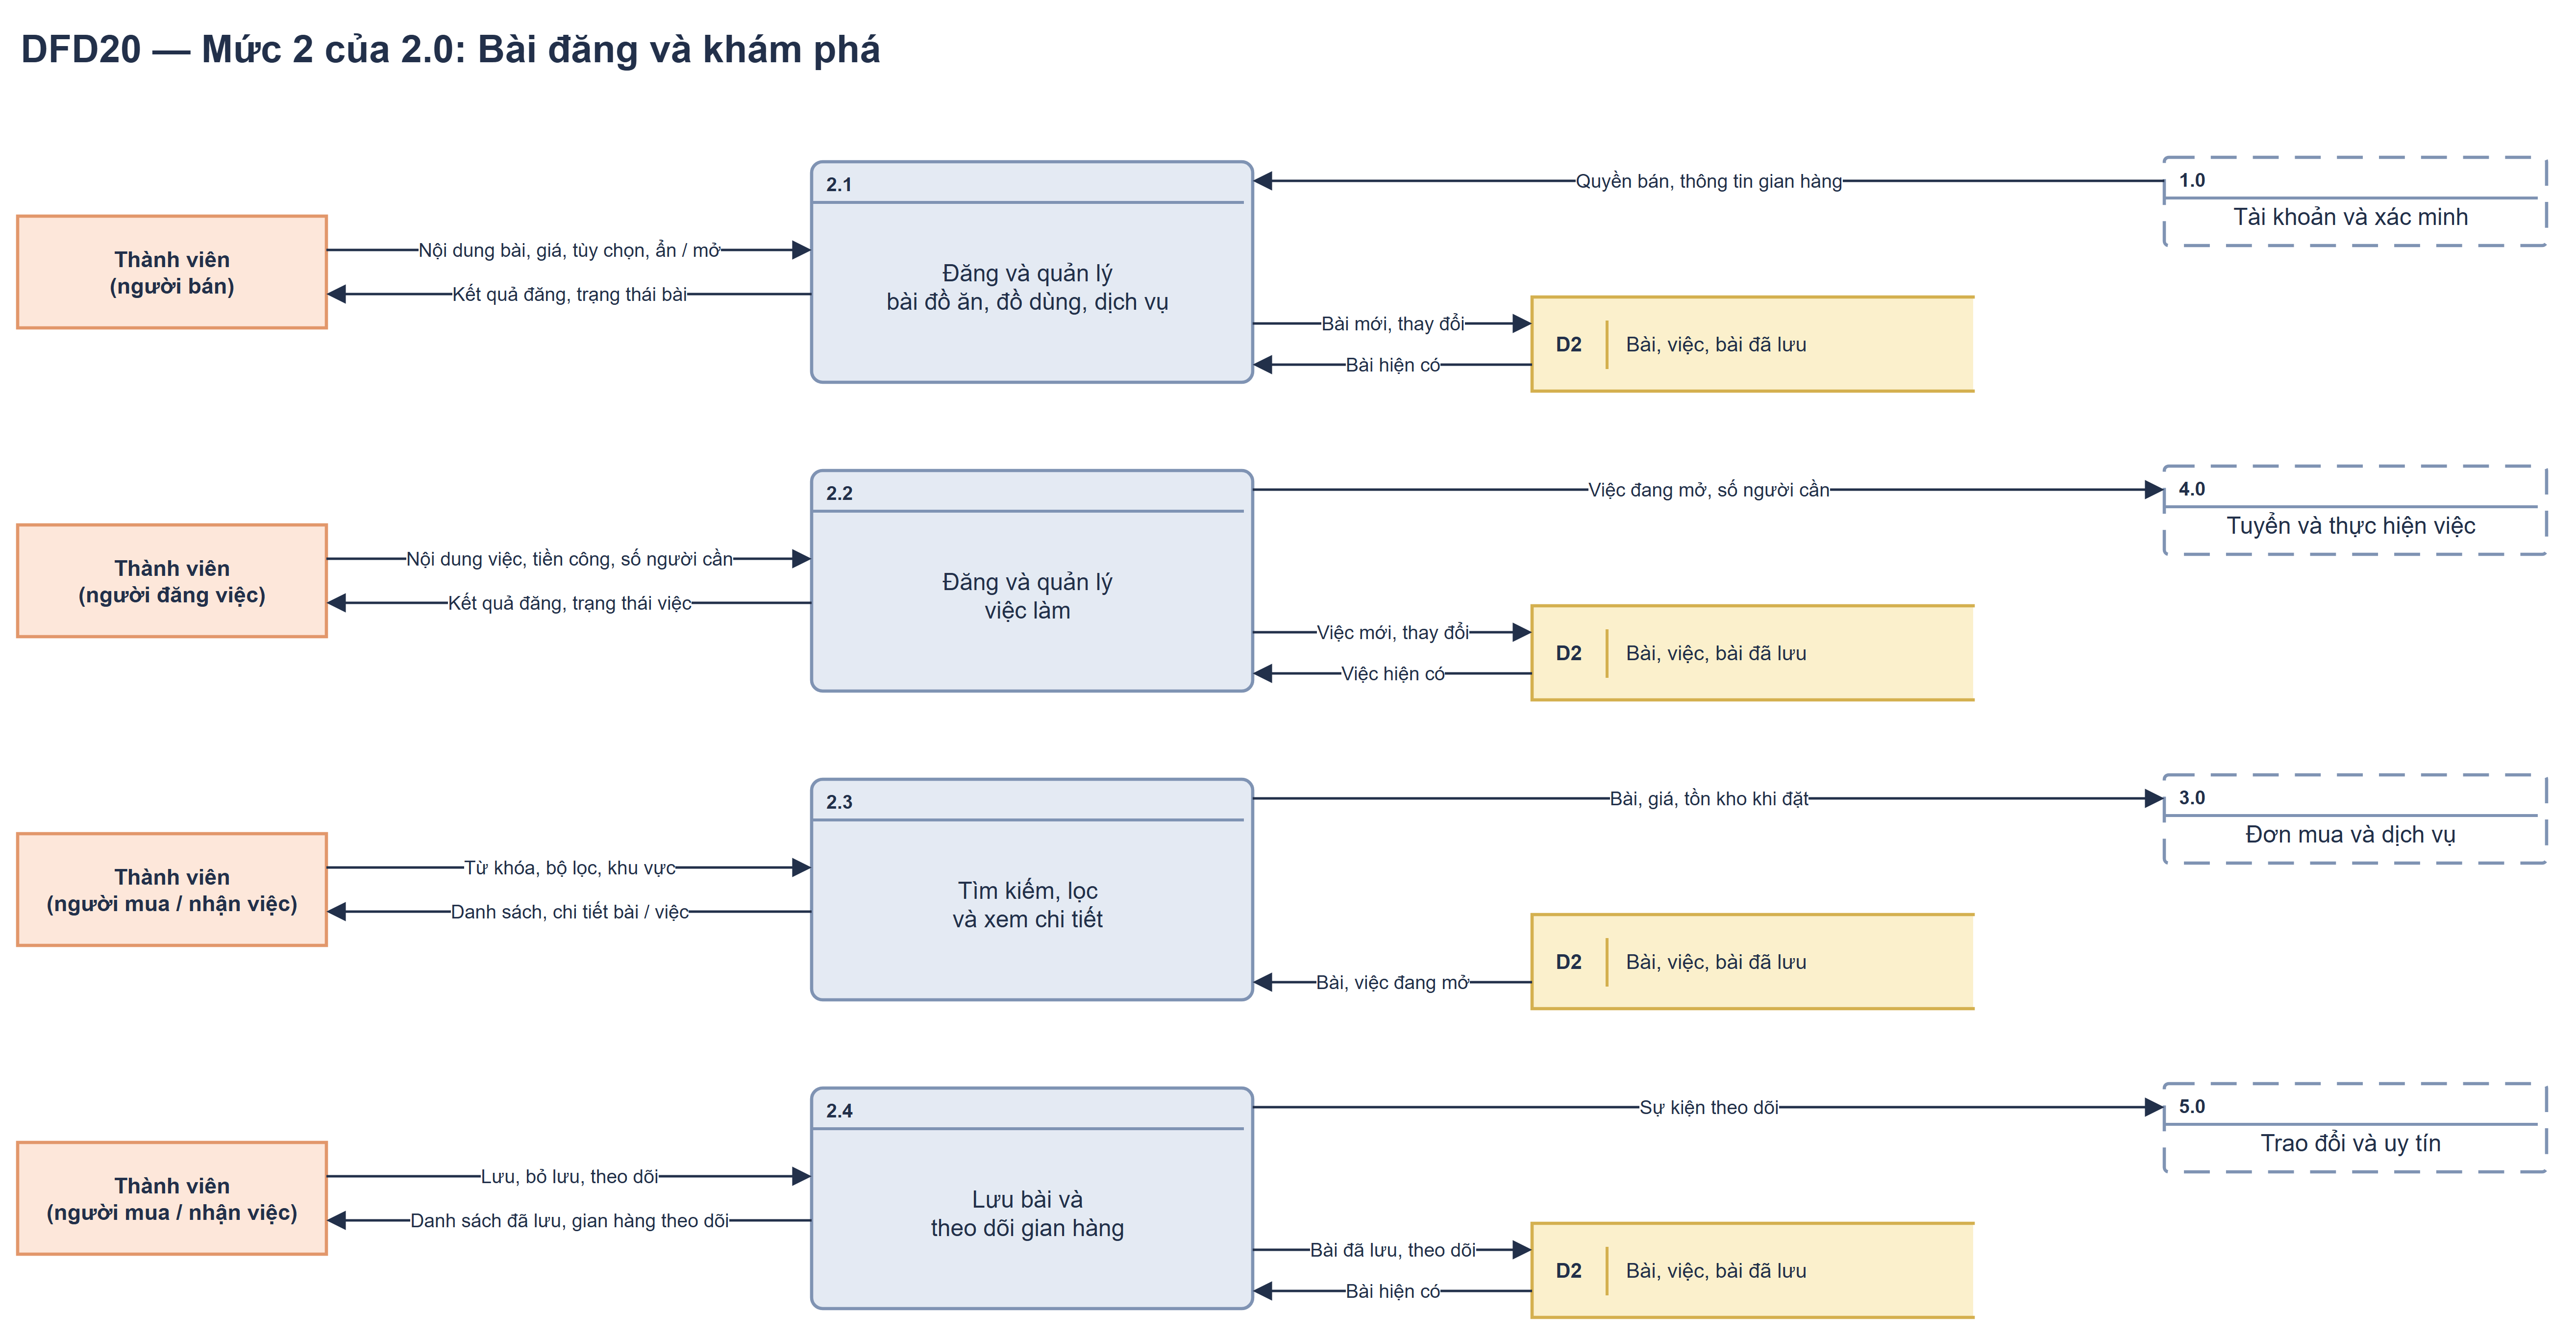 DFD20 — Mức 2 của 2.0: Bài đăng và khám phá
Thành viên
(người bán)
Nội dung bài, giá, tùy chọn, ẩn / mở
Kết quả đăng, trạng thái bài
2.1
Đăng và quản lý
bài đồ ăn, đồ dùng, dịch vụ
Quyền bán, thông tin gian hàng
1.0
Tài khoản và xác minh
Bài mới, thay đổi
Bài hiện có
D2
Bài, việc, bài đã lưu
Thành viên
(người đăng việc)
Nội dung việc, tiền công, số người cần
Kết quả đăng, trạng thái việc
2.2
Đăng và quản lý
việc làm
Việc đang mở, số người cần
4.0
Tuyển và thực hiện việc
Việc mới, thay đổi
Việc hiện có
D2
Bài, việc, bài đã lưu
Thành viên
(người mua / nhận việc)
Từ khóa, bộ lọc, khu vực
Danh sách, chi tiết bài / việc
2.3
Tìm kiếm, lọc
và xem chi tiết
Bài, giá, tồn kho khi đặt
3.0
Đơn mua và dịch vụ
Bài, việc đang mở
D2
Bài, việc, bài đã lưu
Thành viên
(người mua / nhận việc)
Lưu, bỏ lưu, theo dõi
Danh sách đã lưu, gian hàng theo dõi
2.4
Lưu bài và
theo dõi gian hàng
Sự kiện theo dõi
5.0
Trao đổi và uy tín
Bài đã lưu, theo dõi
Bài hiện có
D2
Bài, việc, bài đã lưu